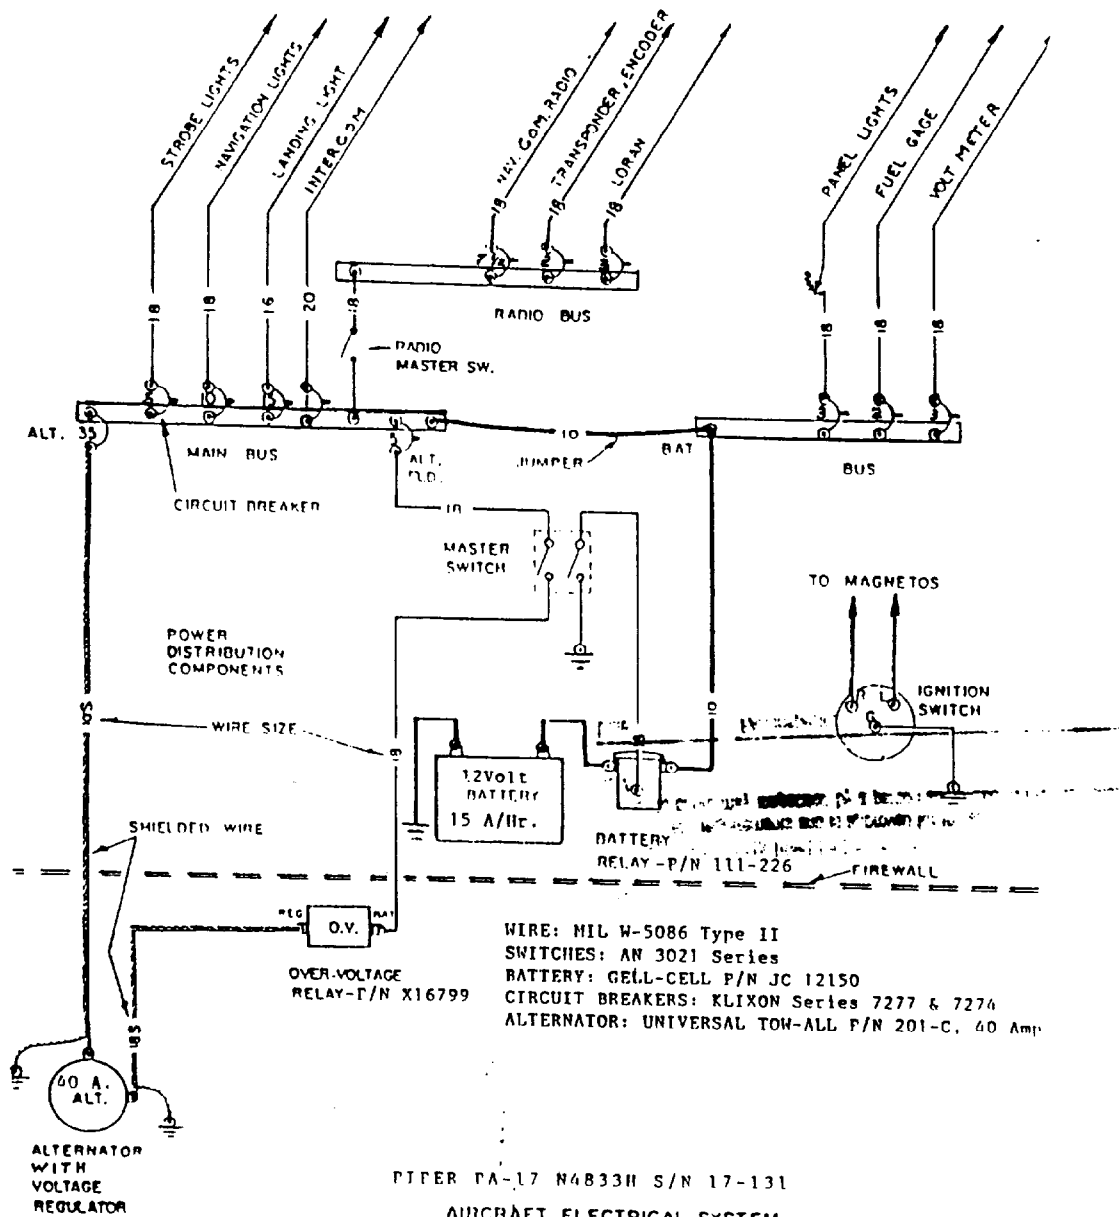 STROBE LIGHTS
NAVIGATION LIGHTS
LANDING LIGHT
INTERCOM
NAV. COM. RADIO
TRANSPONDER, ENCODER
LORAN
PANEL LIGHTS
FUEL GAGE
VOLT METER
18
18
18
18
18
16
20
18
18
18
18
RADIO BUS
RADIO
MASTER SW.
ALT. 35
MAIN BUS
CIRCUIT BREAKER
ALT.
FLD.
10
JUMPER
BAT
BUS
18
MASTER
SWITCH
TO MAGNETOS
POWER
DISTRIBUTION
COMPONENTS
R L
G
IGNITION
SWITCH
10S
WIRE SIZE
18
10
12Volt
BATTERY
15 A/Hr.
SHIELDED WIRE
BATTERY
RELAY-P/N 111-226
FIREWALL
REG
O.V.
BAT
OVER-VOLTAGE
RELAY-P/N X16799
WIRE: MIL W-5086 Type II
SWITCHES: AN 3021 Series
BATTERY: GELL-CELL P/N JC 12150
CIRCUIT BREAKERS: KLIXON Series 7277 & 7274
ALTERNATOR: UNIVERSAL TOW-ALL P/N 201-C, 40 Amp
18S
40 A.
ALT.
ALTERNATOR
WITH
VOLTAGE
REGULATOR
PIPER PA-17 N4833H S/N 17-131
AIRCRAFT ELECTRICAL SYSTEM